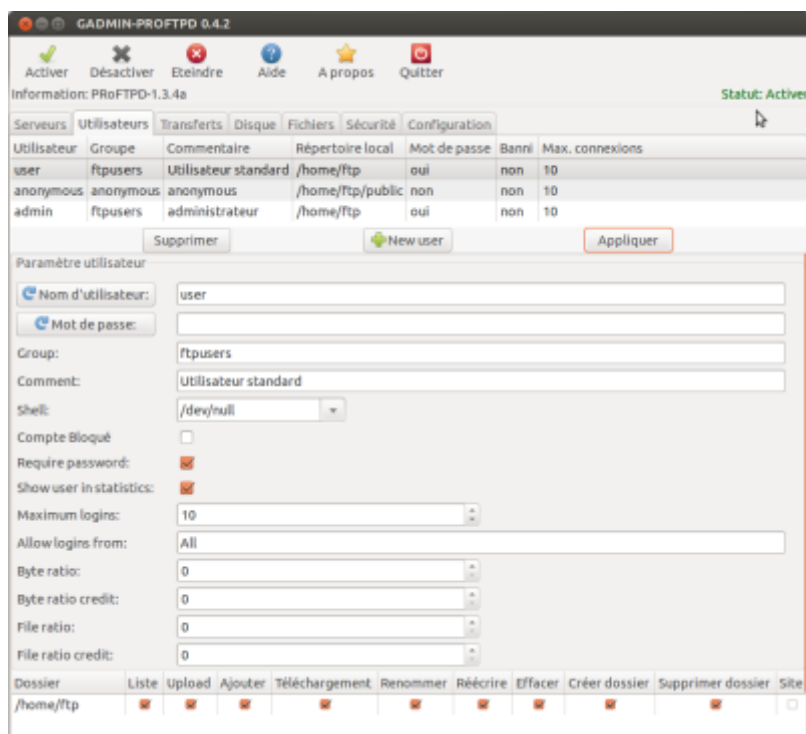 GADMIN-PROFTPD 0.4.2
Activer Désactiver Eteindre Aide A propos Quitter
Information: PRoFTPD-1.3.4a Statut: Activer
Serveurs Utilisateurs Transferts Disque Fichiers Sécurité Configuration
Utilisateur Groupe Commentaire Répertoire local Mot de passe Banni Max. connexions
user ftpusers Utilisateur standard /home/ftp oui non 10
anonymous anonymous anonymous /home/ftp/public non non 10
admin ftpusers administrateur /home/ftp oui non 10
Supprimer New user Appliquer
Paramètre utilisateur
Nom d'utilisateur: user
Mot de passe:
Group: ftpusers
Comment: Utilisateur standard
Shell: /dev/null
Compte Bloqué
Require password:
Show user in statistics:
Maximum logins: 10
Allow logins from: All
Byte ratio: 0
Byte ratio credit: 0
File ratio: 0
File ratio credit: 0
Dossier Liste Upload Ajouter Téléchargement Renommer Réécrire Effacer Créer dossier Supprimer dossier Site
/home/ftp